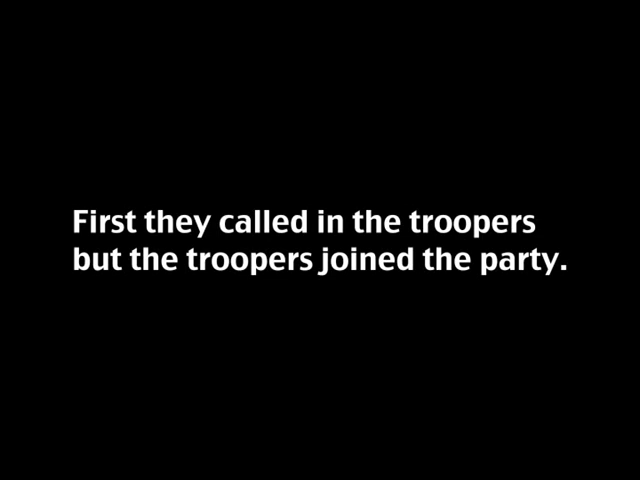 First they called in the troopers
but the troopers joined the party.